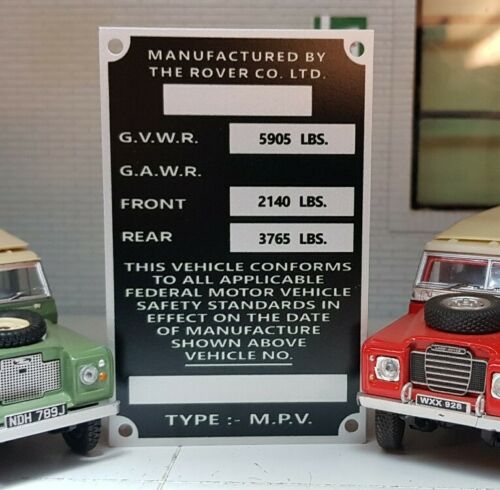 MANUFACTURED BY
THE ROVER CO. LTD.
G.V.W.R. 5905 LBS.
G.A.W.R.
FRONT 2140 LBS.
REAR 3765 LBS.
THIS VEHICLE CONFORMS
TO ALL APPLICABLE
FEDERAL MOTOR VEHICLE
SAFETY STANDARDS IN
EFFECT ON THE DATE
OF MANUFACTURE
SHOWN ABOVE
VEHICLE NO.
TYPE :- M.P.V.
NDH 789J
WXX 928